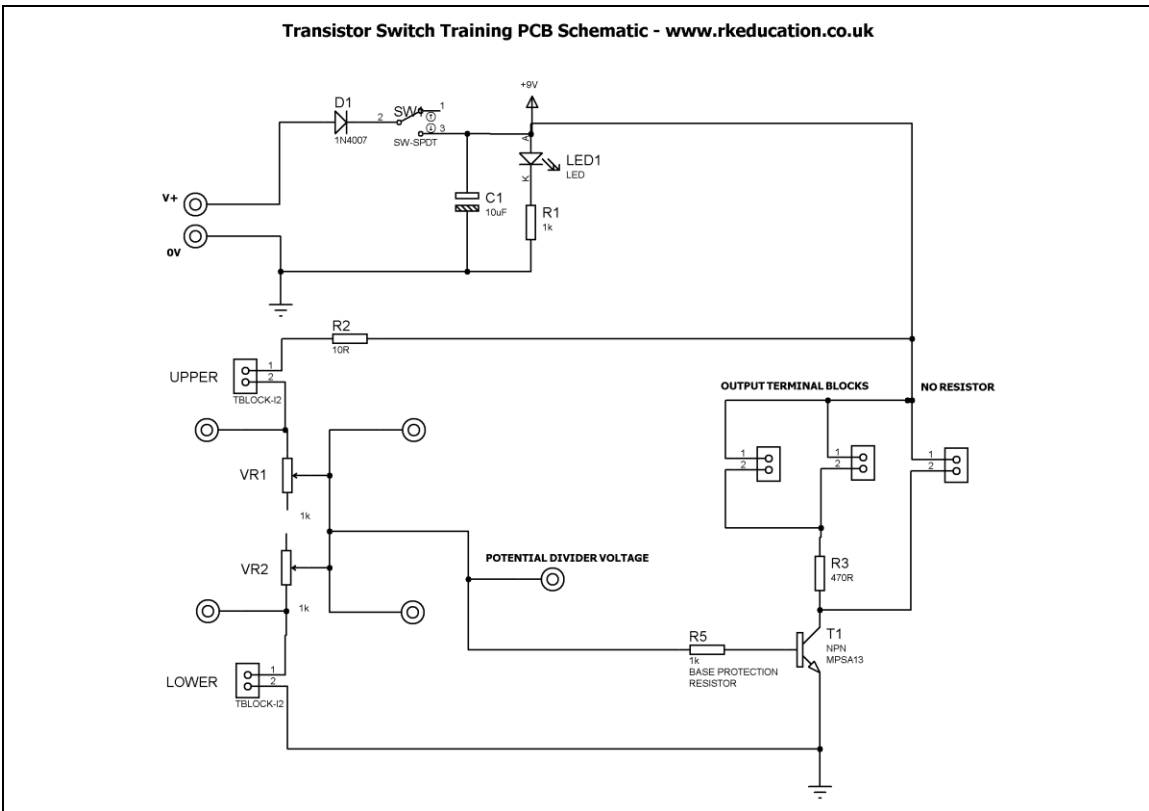 Transistor Switch Training PCB Schematic - www.rkeducation.co.uk
+9V
D1
1N4007
2
SW1
1
3
SW-SPDT
A
K
LED1
LED
C1
10uF
R1
1k
V+
0V
R2
10R
UPPER
1
2
TBLOCK-I2
OUTPUT TERMINAL BLOCKS
NO RESISTOR
1
2
1
2
1
2
VR1
1k
VR2
1k
POTENTIAL DIVIDER VOLTAGE
R3
470R
LOWER
1
2
TBLOCK-I2
R5
1k
BASE PROTECTION
RESISTOR
T1
NPN
MPSA13